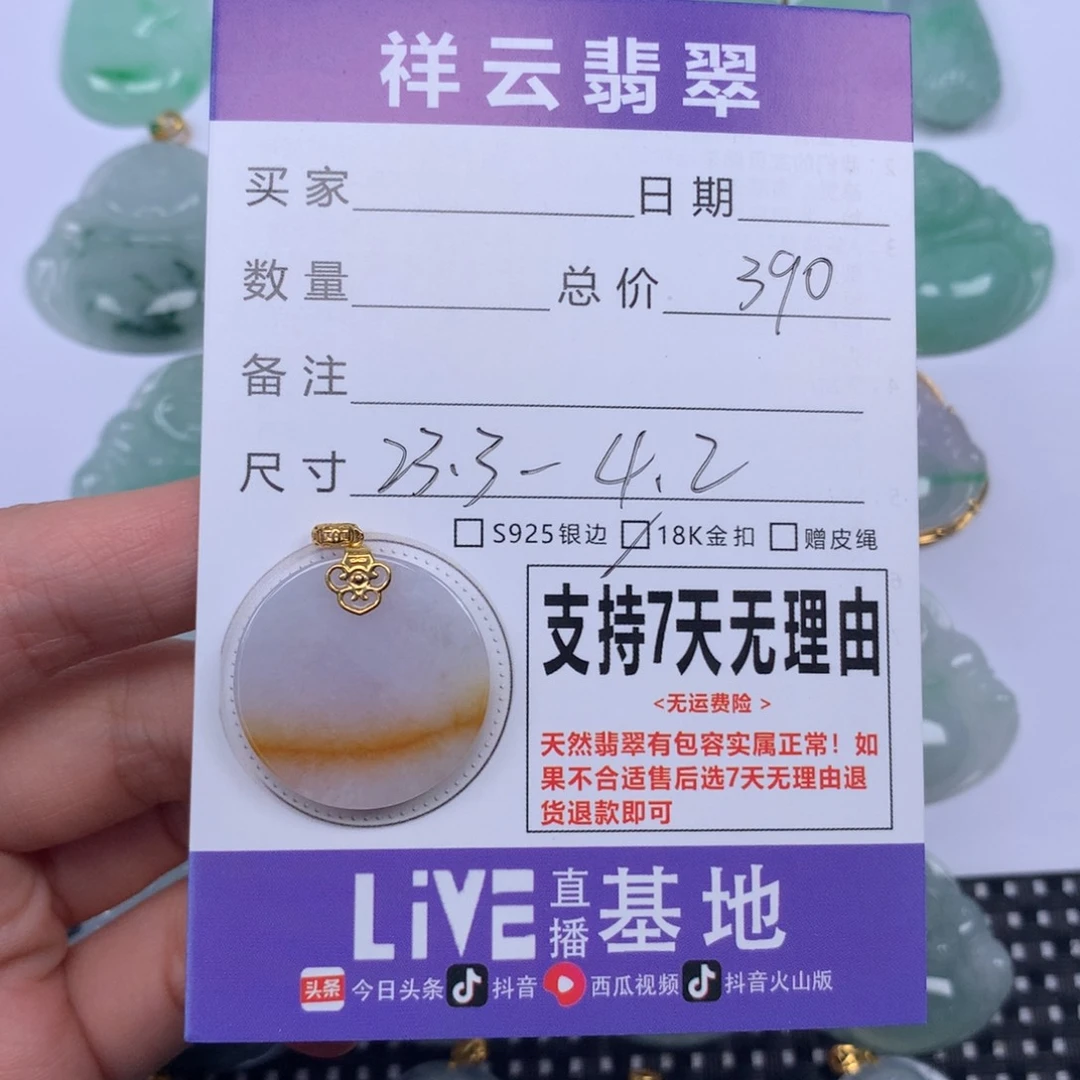 祥云翡翠
买家 日期
数量 总价 390
备注
尺寸 23.3-4.2
S925银边 18K金扣 赠皮绳
支持7天无理由
<无运费险 >
天然翡翠有包容实属正常！如
果不合适售后选7天无理由退
货退款即可
LiVE 直播 基地
头条 今日头条 抖音 西瓜视频 抖音火山版